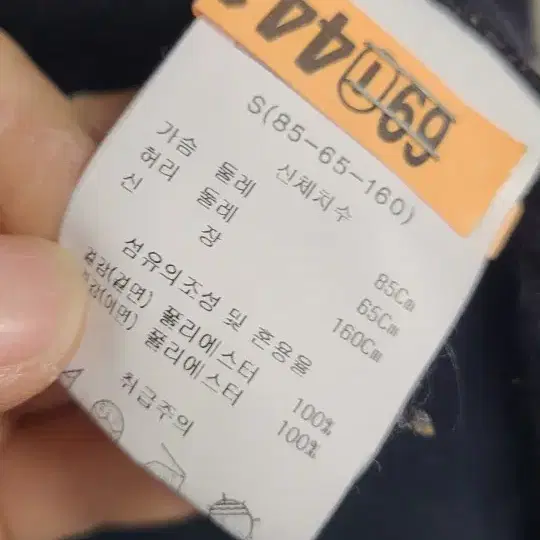 S(85-65-160)
신체치수
가슴 둘레 85Cm
허리 둘레 65Cm
신 장 160Cm
섬유의조성 및 혼용율
겉감(겉면) 폴리에스터 100%
겉감(이면) 폴리에스터 100%
취급주의